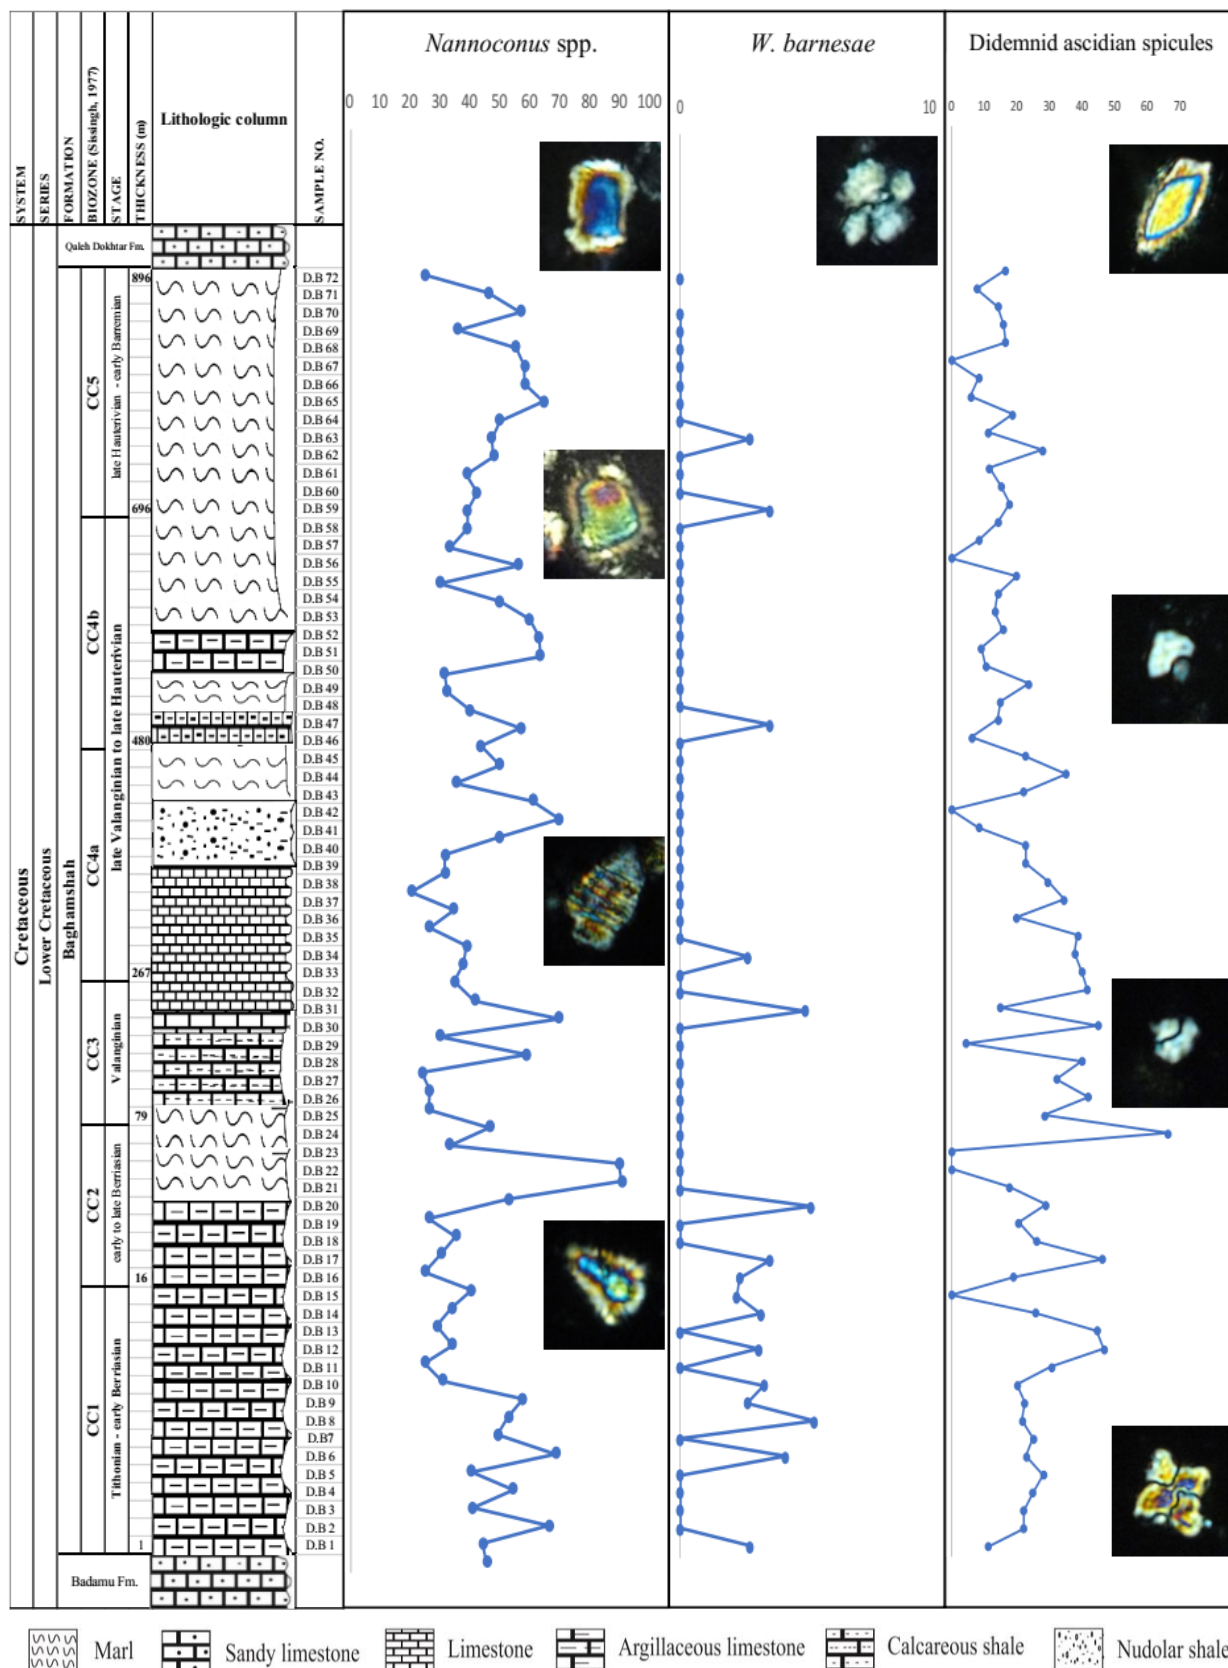 SYSTEM
SERIES
FORMATION
BIOZONE (Sissingh, 1977)
STAGE
THICKNESS (m)
Lithologic column
SAMPLE NO.
Nannoconus spp.
0 10 20 30 40 50 60 70 80 90 100
W. barnesae
0 10
Didemnid ascidian spicules
0 10 20 30 40 50 60 70
Cretaceous
Lower Cretaceous
Baghamshah
Qaleh Dokhtar Fm.
CC5
CC4b
CC4a
CC3
CC2
CC1
late Hauterivian - early Barremian
late Valanginian to late Hauterivian
Valanginian
early to late Berriasian
Tithonian - early Berriasian
896
696
480
267
79
16
1
D.B 72
D.B 71
D.B 70
D.B 69
D.B 68
D.B 67
D.B 66
D.B 65
D.B 64
D.B 63
D.B 62
D.B 61
D.B 60
D.B 59
D.B 58
D.B 57
D.B 56
D.B 55
D.B 54
D.B 53
D.B 52
D.B 51
D.B 50
D.B 49
D.B 48
D.B 47
D.B 46
D.B 45
D.B 44
D.B 43
D.B 42
D.B 41
D.B 40
D.B 39
D.B 38
D.B 37
D.B 36
D.B 35
D.B 34
D.B 33
D.B 32
D.B 31
D.B 30
D.B 29
D.B 28
D.B 27
D.B 26
D.B 25
D.B 24
D.B 23
D.B 22
D.B 21
D.B 20
D.B 19
D.B 18
D.B 17
D.B 16
D.B 15
D.B 14
D.B 13
D.B 12
D.B 11
D.B 10
D.B 9
D.B 8
D.B7
D.B 6
D.B 5
D.B 4
D.B 3
D.B 2
D.B 1
Badamu Fm.
Marl
Sandy limestone
Limestone
Argillaceous limestone
Calcareous shale
Nudolar shale